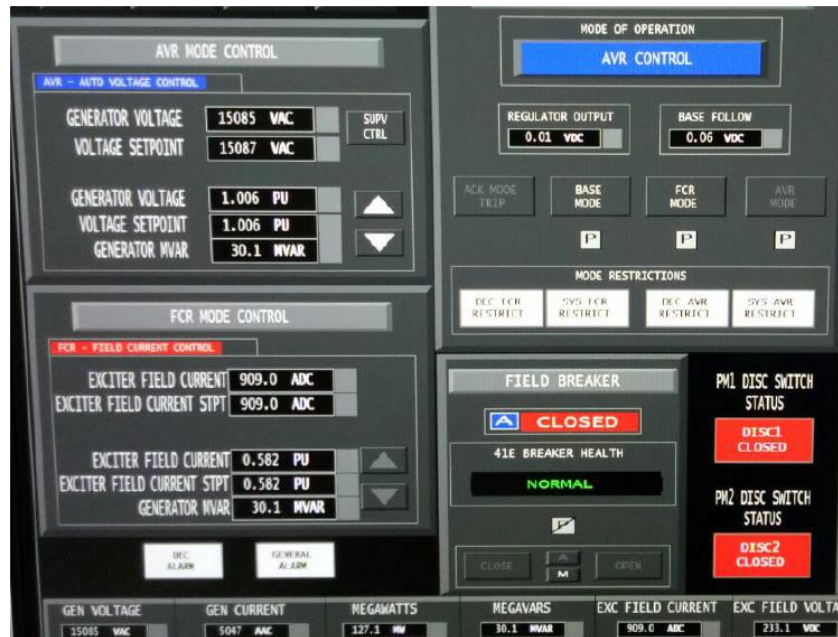 AVR MODE CONTROL
AVR - AUTO VOLTAGE CONTROL
GENERATOR VOLTAGE 15085 VAC
SUPV CTRL
VOLTAGE SETPOINT 15087 VAC
GENERATOR VOLTAGE 1.006 PU
VOLTAGE SETPOINT 1.006 PU
GENERATOR MVAR 30.1 MVAR
FCR MODE CONTROL
FCR - FIELD CURRENT CONTROL
EXCITER FIELD CURRENT 909.0 ADC
EXCITER FIELD CURRENT STPT 909.0 ADC
EXCITER FIELD CURRENT 0.582 PU
EXCITER FIELD CURRENT STPT 0.582 PU
GENERATOR MVAR 30.1 MVAR
DEC ALARM
GENERAL ALARM
MODE OF OPERATION
AVR CONTROL
REGULATOR OUTPUT
0.01 VDC
BASE FOLLOW
0.06 VDC
ACK MODE TRIP
BASE MODE
FCR MODE
AVR MODE
P P P
MODE RESTRICTIONS
DEC FCR RESTRICT
SYS FCR RESTRICT
DEC AVR RESTRICT
SYS AVR RESTRICT
FIELD BREAKER
A CLOSED
41E BREAKER HEALTH
NORMAL
P
CLOSE
A
M
OPEN
PM1 DISC SWITCH
STATUS
DISC1
CLOSED
PM2 DISC SWITCH
STATUS
DISC2
CLOSED
GEN VOLTAGE GEN CURRENT MEGAWATTS MEGAVARS EXC FIELD CURRENT EXC FIELD VOLTA
15085 VAC 5047 AAC 127.1 MW 30.1 MVAR 909.0 ADC 233.1 VDC